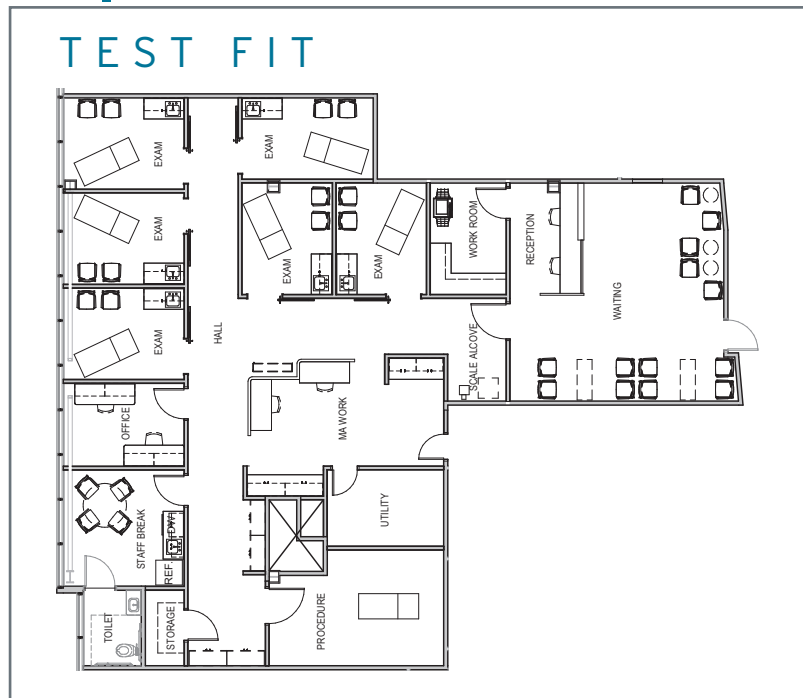 TEST FIT
EXAM
EXAM
EXAM
EXAM
EXAM
WORK ROOM
RECEPTION
WAITING
EXAM
HALL
SCALE ALCOVE
OFFICE
MA WORK
STAFF BREAK
DW
REF.
UTILITY
TOILET
STORAGE
PROCEDURE